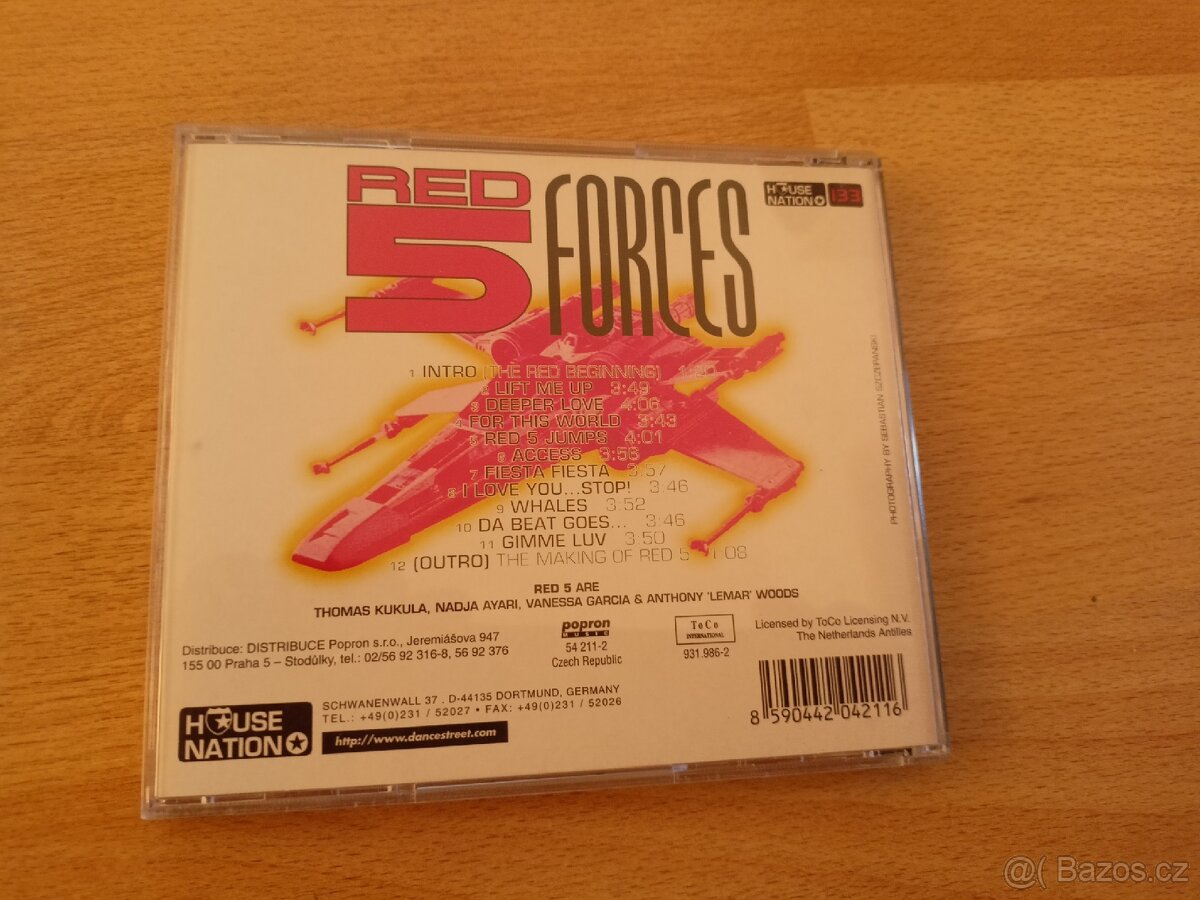 RED
5
FORCES
HOUSE
NATION
133
1 INTRO (THE RED BEGINNING)
2 LIFT ME UP 3:49
3 DEEPER LOVE 4:06
4 FOR THIS WORLD 3:43
5 RED 5 JUMPS 4:01
6 ACCESS 3:56
7 FIESTA FIESTA 3:57
8 I LOVE YOU...STOP! 3:46
9 WHALES 3:52
10 DA BEAT GOES... 3:46
11 GIMME LUV 3:50
12 (OUTRO) THE MAKING OF RED 5 1:08
PHOTOGRAPHY BY SEBASTIAN SZCZEPANSKI
RED 5 ARE
THOMAS KUKULA, NADJA AYARI, VANESSA GARCIA & ANTHONY 'LEMAR' WOODS
Distribuce: DISTRIBUCE Popron s.r.o., Jeremiášova 947
155 00 Praha 5 – Stodůlky, tel.: 02/56 92 316-8, 56 92 376
popron
MUSIC
54 211-2
Czech Republic
ToCo
INTERNATIONAL
931.986-2
Licensed by ToCo Licensing N.V.
The Netherlands Antilles
HOUSE
NATION
SCHWANENWALL 37 . D-44135 DORTMUND, GERMANY
TEL.: +49(0)231 / 52027 • FAX: +49(0)231 / 52026
http://www.dancestreet.com
8 590442 042116
@( Bazos.cz